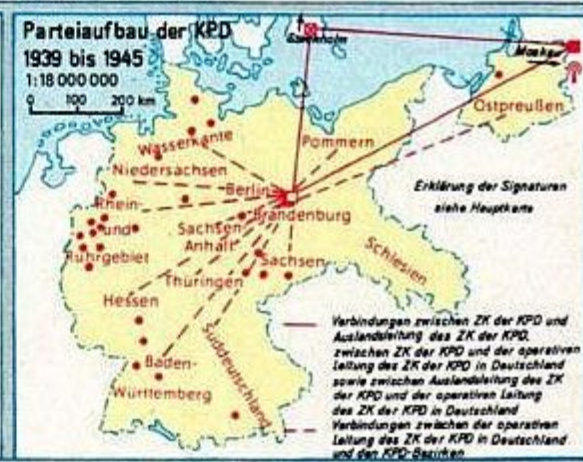 Parteiaufbau der KPD
1939 bis 1945
1:18 000 000
0 100 200 km
Stockholm
Moskau
Ostpreußen
Wasserkante
Pommern
Niedersachsen
Berlin-
Brandenburg
Erklärung der Signaturen
siehe Hauptkarte
Rhein
und
Ruhrgebiet
Sachsen
Anhalt
Sachsen
Schlesien
Thüringen
Hessen
Süddeutschland
Baden-
Württemberg
Verbindungen zwischen ZK der KPD und
Auslandsleitung des ZK der KPD,
zwischen ZK der KPD und der operativen
Leitung des ZK der KPD in Deutschland
sowie zwischen Auslandsleitung des ZK
der KPD und der operativen Leitung
des ZK der KPD in Deutschland
Verbindungen zwischen der operativen
Leitung des ZK der KPD in Deutschland
und den KPD-Bezirken